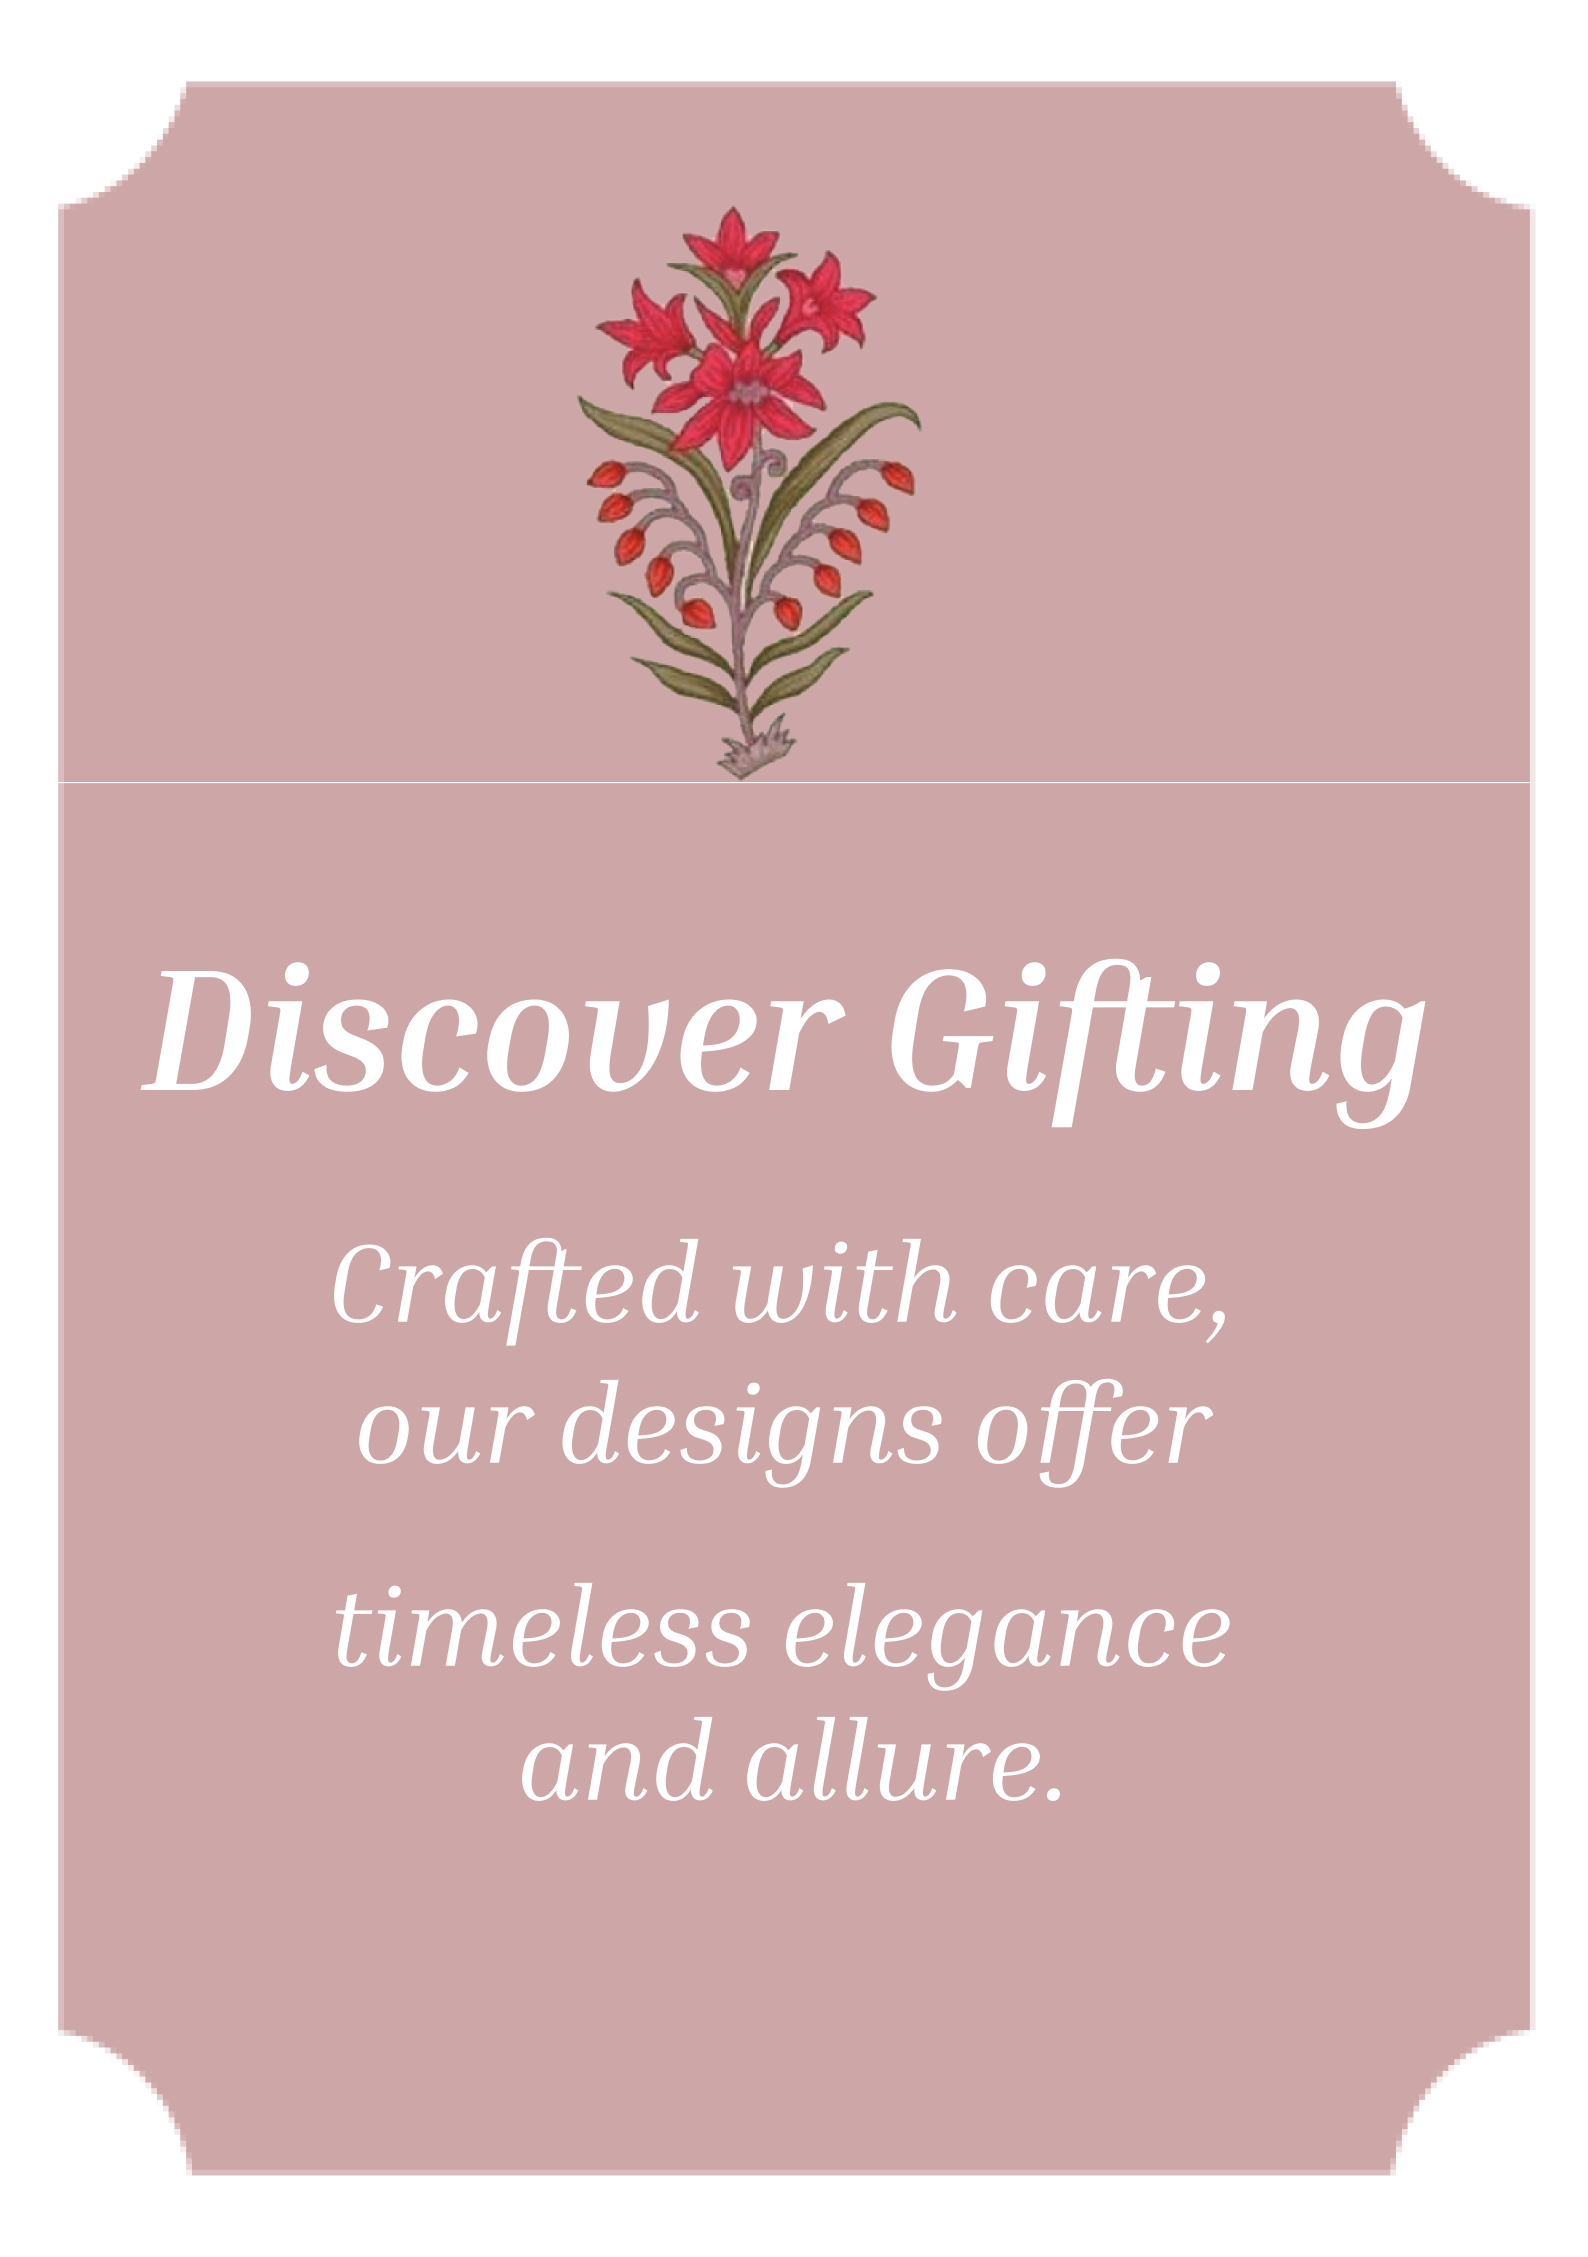 Discover Gifting
Crafted with care,
our designs offer
timeless elegance
and allure.